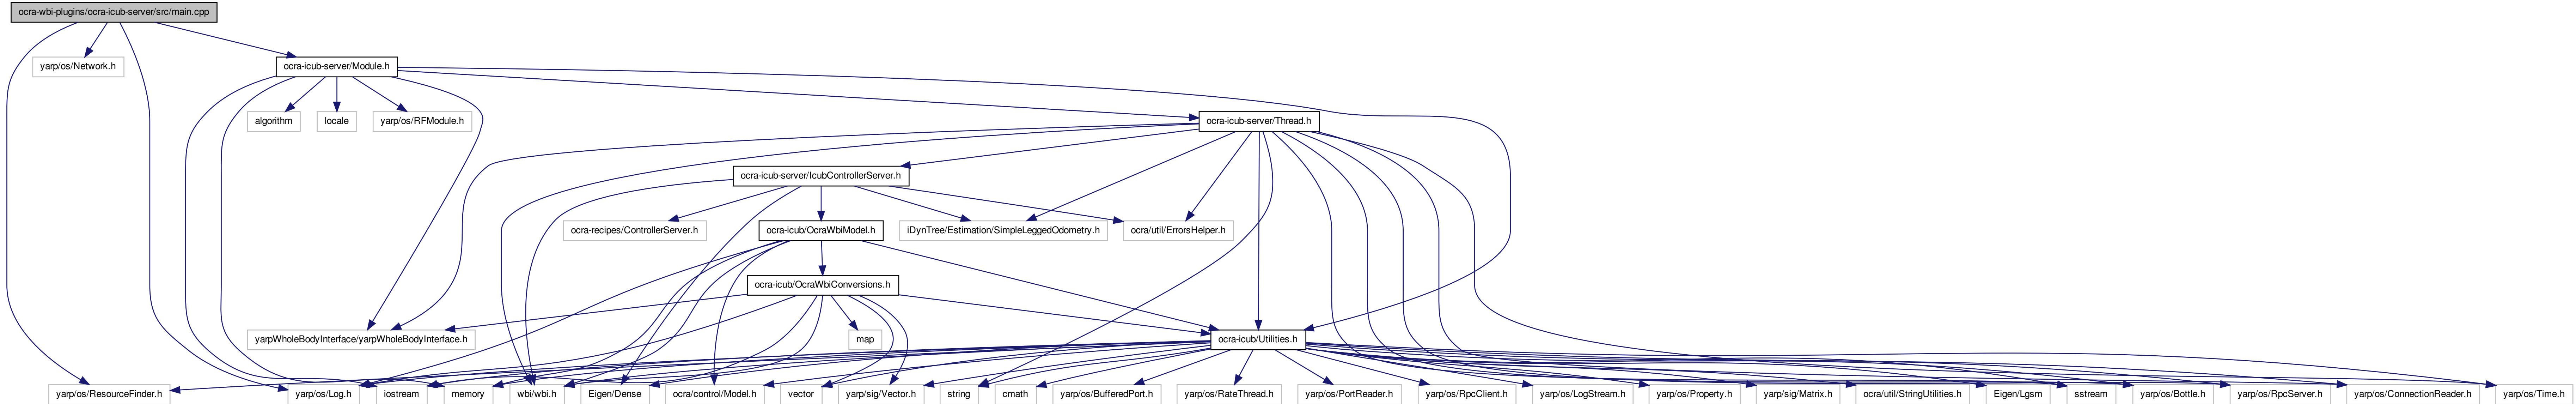 ocra-wbi-plugins/ocra-icub-server/src/main.cpp
yarp/os/Network.h
ocra-icub-server/Module.h
algorithm
locale
yarp/os/RFModule.h
ocra-icub-server/Thread.h
ocra-icub-server/IcubControllerServer.h
ocra-recipes/ControllerServer.h
ocra-icub/OcraWbiModel.h
iDynTree/Estimation/SimpleLeggedOdometry.h
ocra/util/ErrorsHelper.h
ocra-icub/OcraWbiConversions.h
yarpWholeBodyInterface/yarpWholeBodyInterface.h
map
ocra-icub/Utilities.h
yarp/os/ResourceFinder.h
yarp/os/Log.h
iostream
memory
wbi/wbi.h
Eigen/Dense
ocra/control/Model.h
vector
yarp/sig/Vector.h
string
cmath
yarp/os/BufferedPort.h
yarp/os/RateThread.h
yarp/os/PortReader.h
yarp/os/RpcClient.h
yarp/os/LogStream.h
yarp/os/Property.h
yarp/sig/Matrix.h
ocra/util/StringUtilities.h
Eigen/Lgsm
sstream
yarp/os/Bottle.h
yarp/os/RpcServer.h
yarp/os/ConnectionReader.h
yarp/os/Time.h